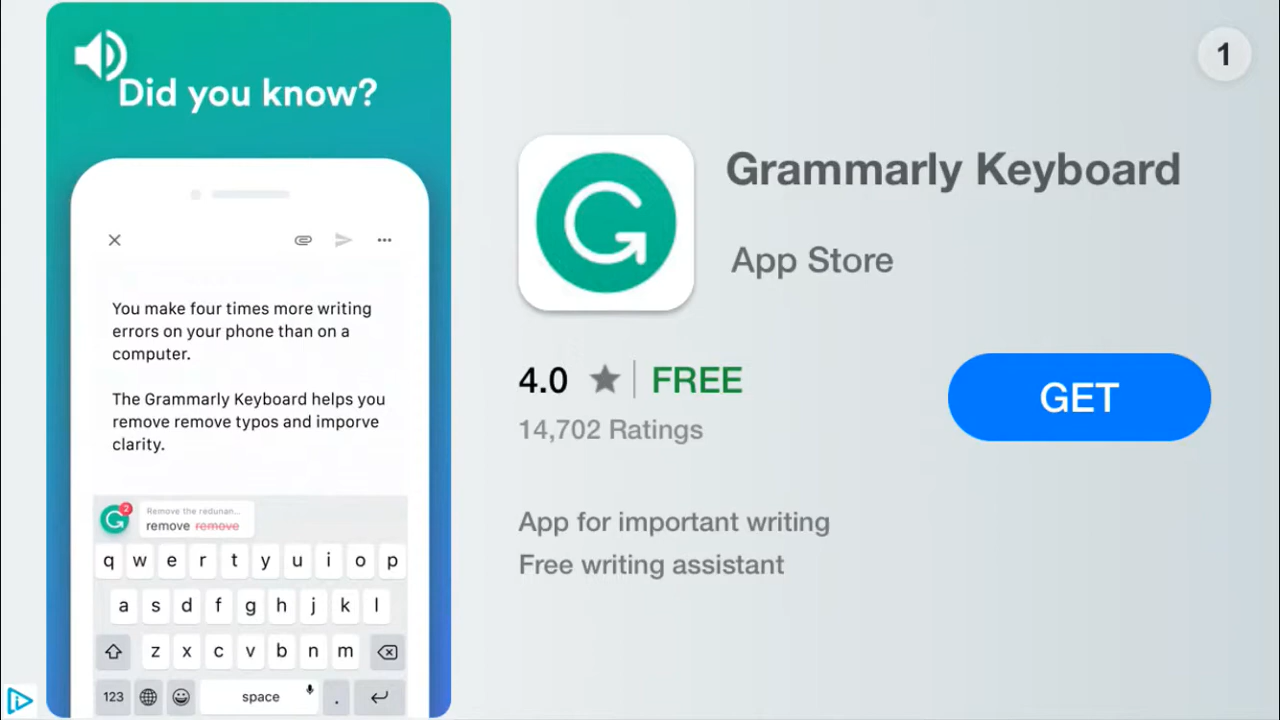 Did you know?
You make four times more writing
errors on your phone than on a
computer.
The Grammarly Keyboard helps you
remove remove typos and imporve
clarity.
2
Remove the redunan...
remove remove
q w e r t y u i o p
a s d f g h j k l
z x c v b n m
123 space .
1
Grammarly Keyboard
App Store
4.0 FREE
14,702 Ratings
GET
App for important writing
Free writing assistant